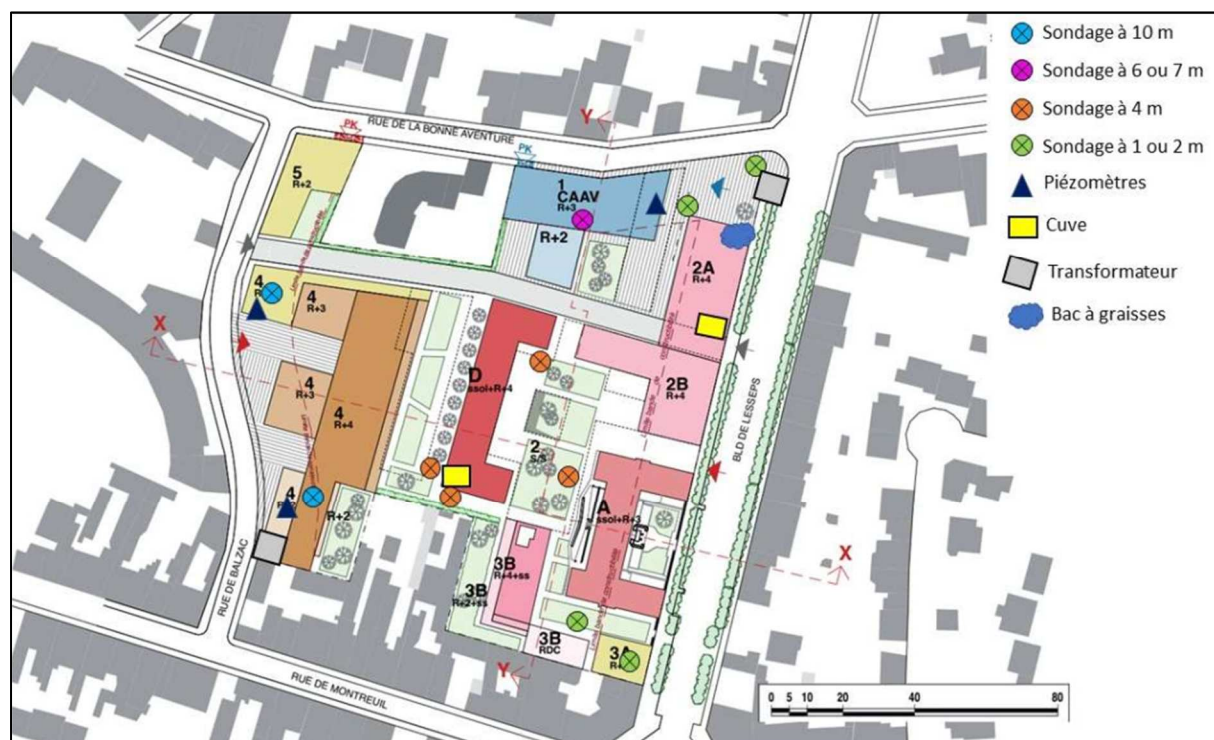 Sondage à 10 m
Sondage à 6 ou 7 m
Sondage à 4 m
Sondage à 1 ou 2 m
Piézomètres
Cuve
Transformateur
Bac à graisses
RUE DE LA BONNE AVENTURE
PK
PK
Y
5
R+2
1
CAAV
R+3
R+2
2A
R+4
4
4
R+3
X
D
ssol+R+4
4
R+3
4
R+4
2B
R+4
BLD DE LESSEPS
2
S/S
4
R+2
A
ssol+R+3
X
3B
R+4+ss
3B
R+2+ss
RUE DE BALZAC
3B
RDC
3A
Y
RUE DE MONTREUIL
0 5 10 20 40 80